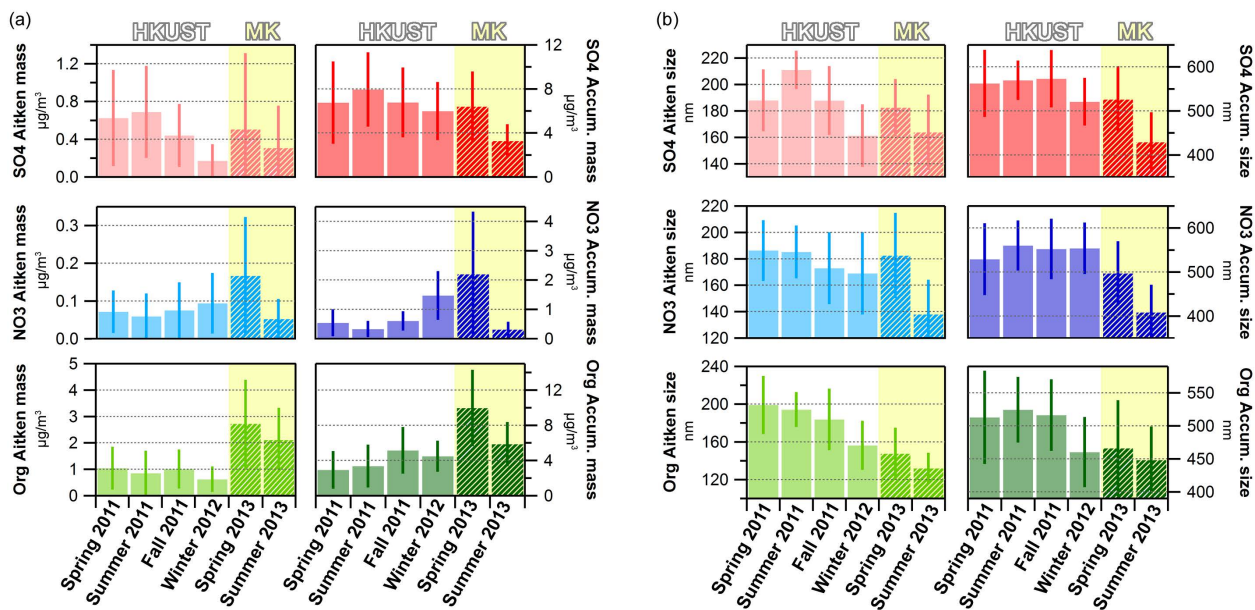 (a)
HKUST MK HKUST MK
SO4 Aitken mass
µg/m³
1.2
0.8
0.4
0.0
12
8
4
0
SO4 Accum. mass
µg/m³
NO3 Aitken mass
µg/m³
0.3
0.2
0.1
0.0
4
3
2
1
0
NO3 Accum. mass
µg/m³
Org Aitken mass
µg/m³
5
4
3
2
1
0
12
8
4
0
Org Accum. mass
µg/m³
Spring 2011
Summer 2011
Fall 2011
Winter 2012
Spring 2013
Summer 2013
Spring 2011
Summer 2011
Fall 2011
Winter 2012
Spring 2013
Summer 2013
(b)
HKUST MK HKUST MK
SO4 Aitken size
nm
220
200
180
160
140
600
500
400
SO4 Accum. size
nm
NO3 Aitken size
nm
220
200
180
160
140
120
600
500
400
NO3 Accum. size
nm
Org Aitken size
nm
240
200
160
120
550
500
450
400
Org Accum. size
nm
Spring 2011
Summer 2011
Fall 2011
Winter 2012
Spring 2013
Summer 2013
Spring 2011
Summer 2011
Fall 2011
Winter 2012
Spring 2013
Summer 2013